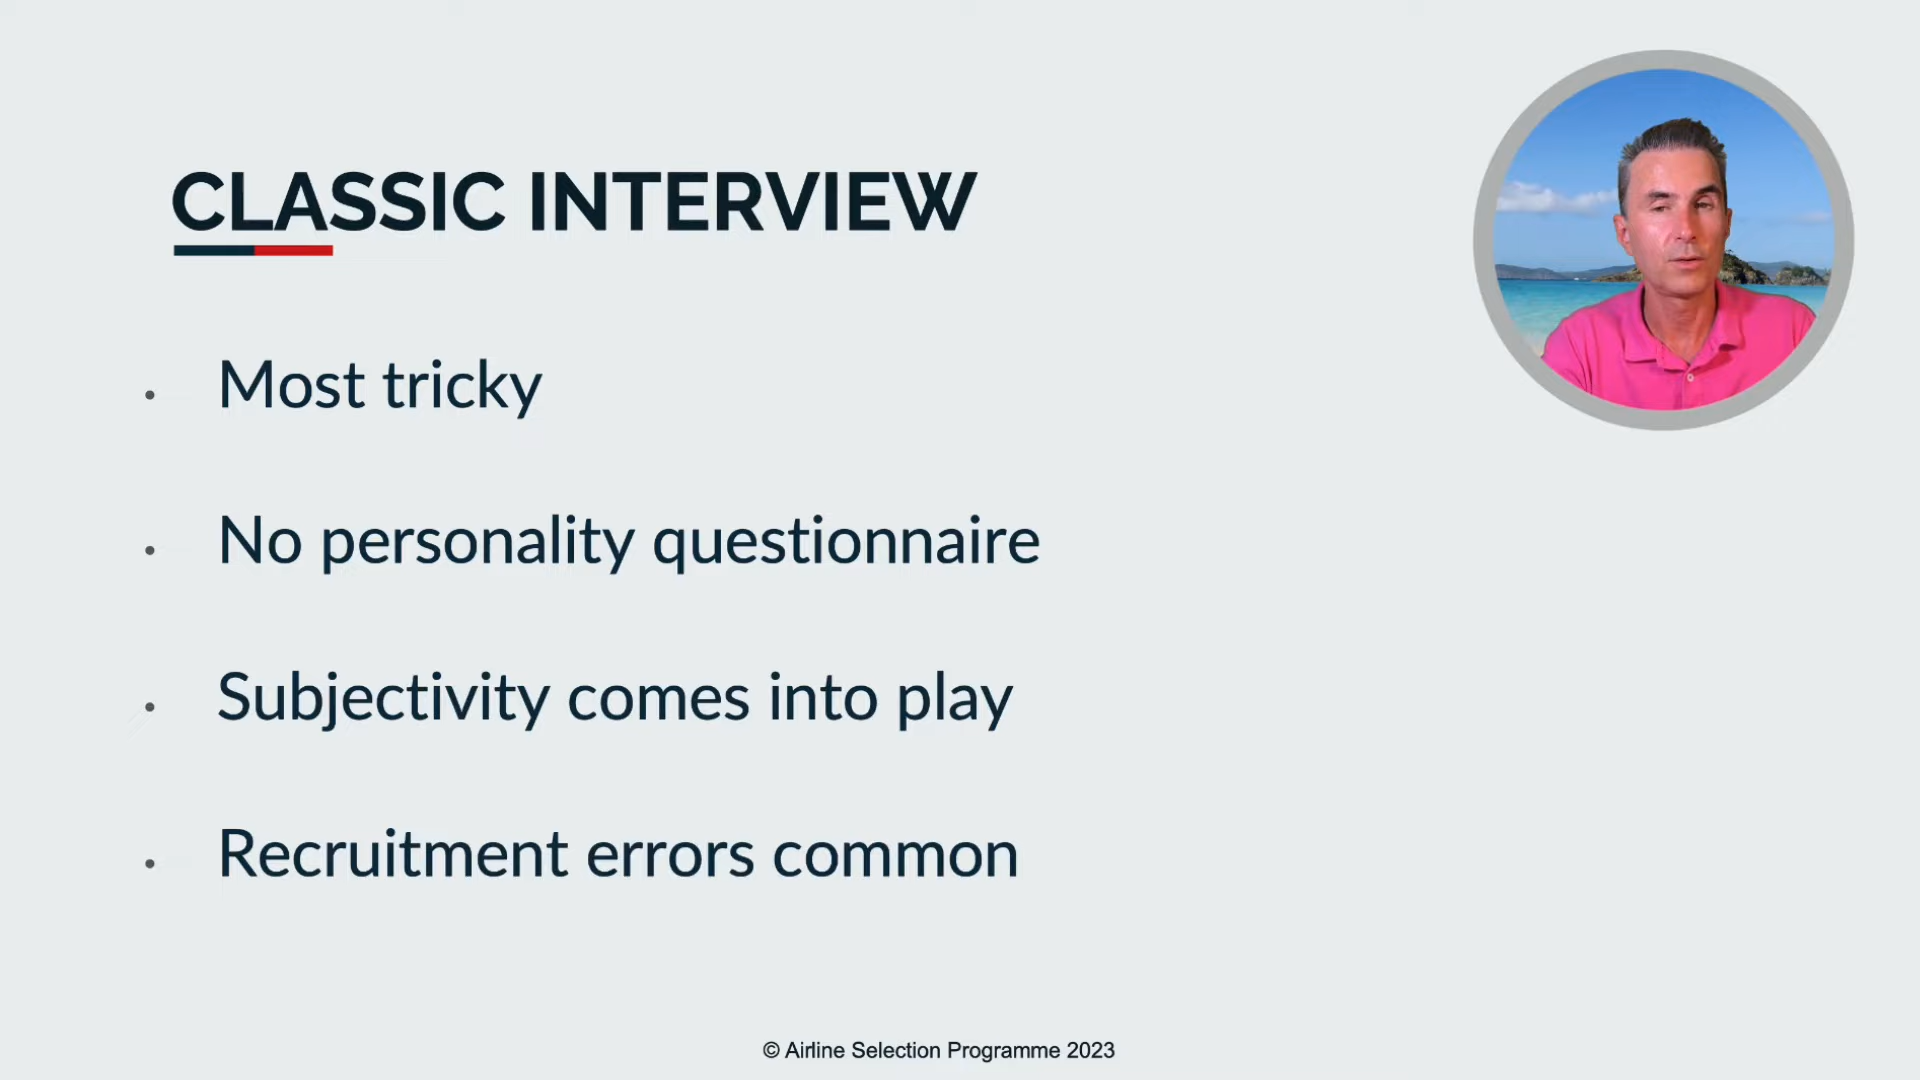 CLASSIC INTERVIEW
• Most tricky
• No personality questionnaire
• Subjectivity comes into play
• Recruitment errors common
© Airline Selection Programme 2023